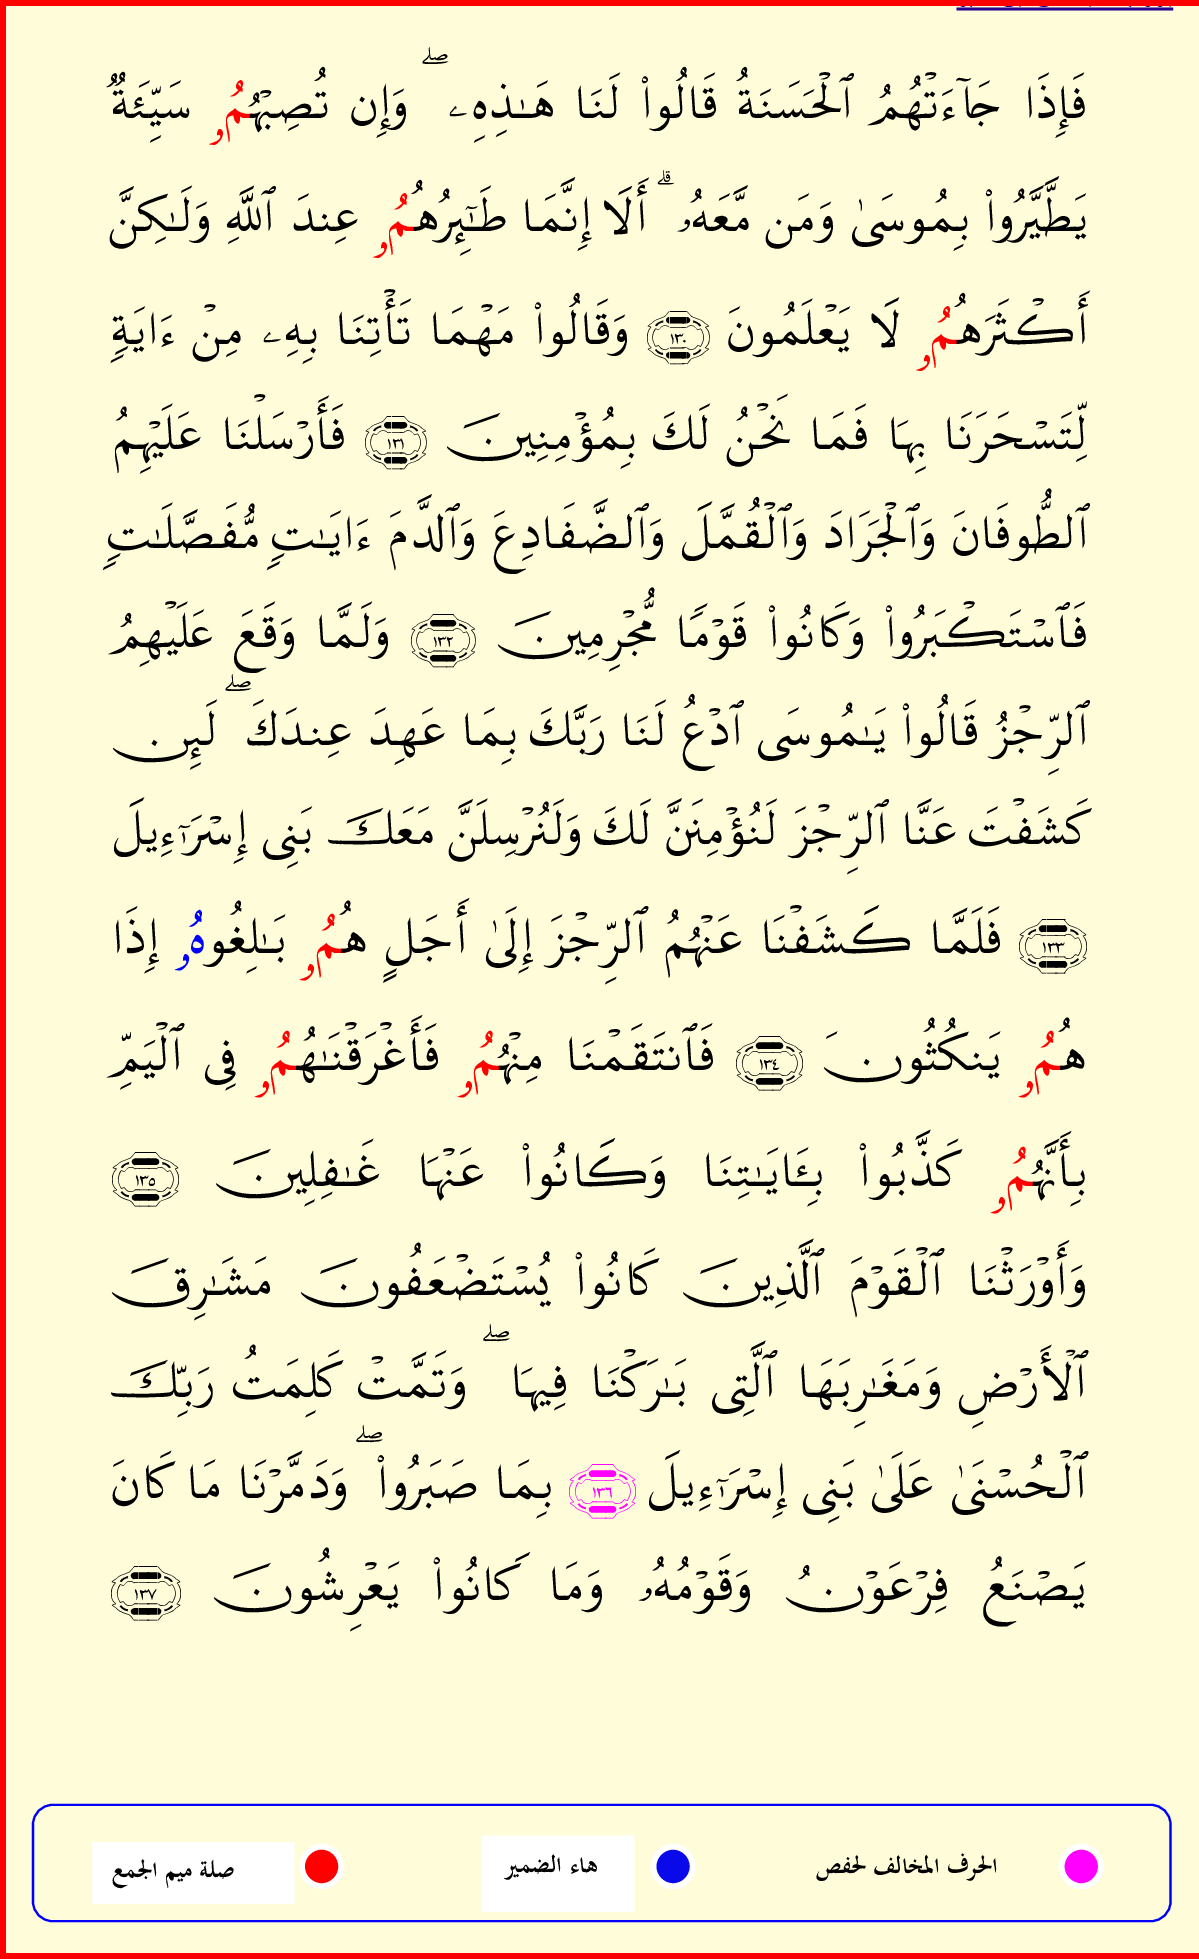 فَإِذَا جَآءَتْهُمُ ٱلْحَسَنَةُ قَالُوا۟ لَنَا هَـٰذِهِۦ ۖ وَإِن تُصِبْهُمُۥ سَيِّئَةٌ
يَطَّيَّرُوا۟ بِمُوسَىٰ وَمَن مَّعَهُۥ ۗ أَلَا إِنَّمَا طَـٰٓئِرُهُمُۥ عِندَ ٱللَّهِ وَلَـٰكِنَّ
أَكْثَرَهُمُۥ لَا يَعْلَمُونَ ١٣٠ وَقَالُوا۟ مَهْمَا تَأْتِنَا بِهِۦ مِنْ ءَايَةٍ
لِّتَسْحَرَنَا بِهَا فَمَا نَحْنُ لَكَ بِمُؤْمِنِينَ ١٣١ فَأَرْسَلْنَا عَلَيْهِمُ
ٱلطُّوفَانَ وَٱلْجَرَادَ وَٱلْقُمَّلَ وَٱلضَّفَادِعَ وَٱلدَّمَ ءَايَـٰتٍ مُّفَصَّلَـٰتٍ
فَٱسْتَكْبَرُوا۟ وَكَانُوا۟ قَوْمًا مُّجْرِمِينَ ١٣٢ وَلَمَّا وَقَعَ عَلَيْهِمُ
ٱلرِّجْزُ قَالُوا۟ يَـٰمُوسَى ٱدْعُ لَنَا رَبَّكَ بِمَا عَهِدَ عِندَكَ ۖ لَئِن
كَشَفْتَ عَنَّا ٱلرِّجْزَ لَنُؤْمِنَنَّ لَكَ وَلَنُرْسِلَنَّ مَعَكَ بَنِى إِسْرَٰٓءِيلَ
١٣٣ فَلَمَّا كَشَفْنَا عَنْهُمُ ٱلرِّجْزَ إِلَىٰ أَجَلٍ هُمُۥ بَـٰلِغُوهُۥ إِذَا
هُمُۥ يَنكُثُونَ ١٣٤ فَٱنتَقَمْنَا مِنْهُمُۥ فَأَغْرَقْنَـٰهُمُۥ فِى ٱلْيَمِّ
بِأَنَّهُمُۥ كَذَّبُوا۟ بِـَٔايَـٰتِنَا وَكَانُوا۟ عَنْهَا غَـٰفِلِينَ ١٣٥
وَأَوْرَثْنَا ٱلْقَوْمَ ٱلَّذِينَ كَانُوا۟ يُسْتَضْعَفُونَ مَشَـٰرِقَ
ٱلْأَرْضِ وَمَغَـٰرِبَهَا ٱلَّتِى بَـٰرَكْنَا فِيهَا ۖ وَتَمَّتْ كَلِمَتُ رَبِّكَ
ٱلْحُسْنَىٰ عَلَىٰ بَنِى إِسْرَٰٓءِيلَ ١٣٦ بِمَا صَبَرُوا۟ ۖ وَدَمَّرْنَا مَا كَانَ
يَصْنَعُ فِرْعَوْنُ وَقَوْمُهُۥ وَمَا كَانُوا۟ يَعْرِشُونَ ١٣٧
الحرف المخالف لحفص هاء الضمير صلة ميم الجمع